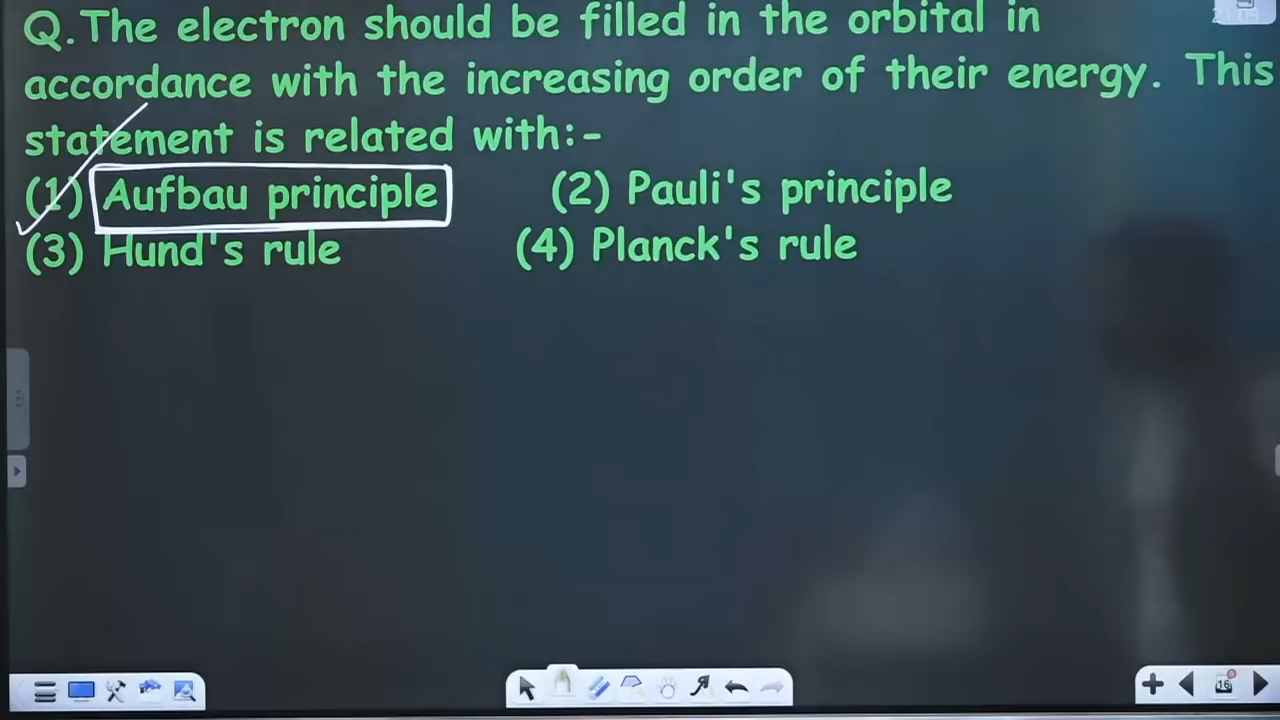 Q.The electron should be filled in the orbital in
accordance with the increasing order of their energy. This
statement is related with:-
(1) Aufbau principle (2) Pauli's principle
(3) Hund's rule (4) Planck's rule
16